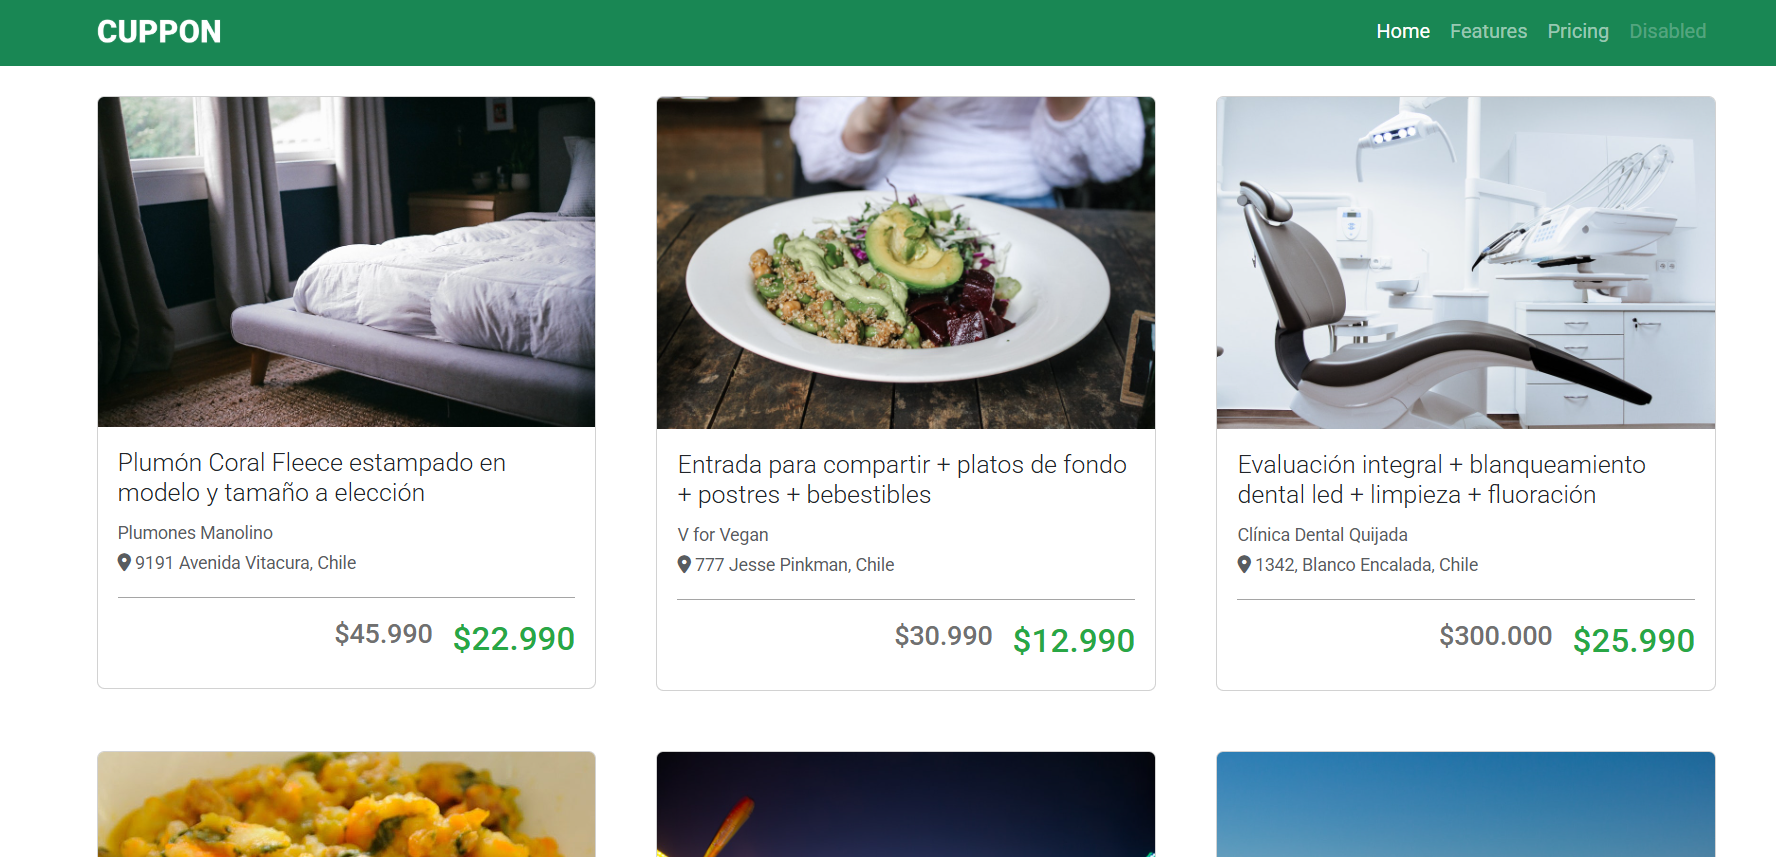 CUPPON
Home Features Pricing Disabled
Plumón Coral Fleece estampado en
modelo y tamaño a elección
Plumones Manolino
9191 Avenida Vitacura, Chile
$45.990 $22.990
Entrada para compartir + platos de fondo
+ postres + bebestibles
V for Vegan
777 Jesse Pinkman, Chile
$30.990 $12.990
Evaluación integral + blanqueamiento
dental led + limpieza + fluoración
Clínica Dental Quijada
1342, Blanco Encalada, Chile
$300.000 $25.990